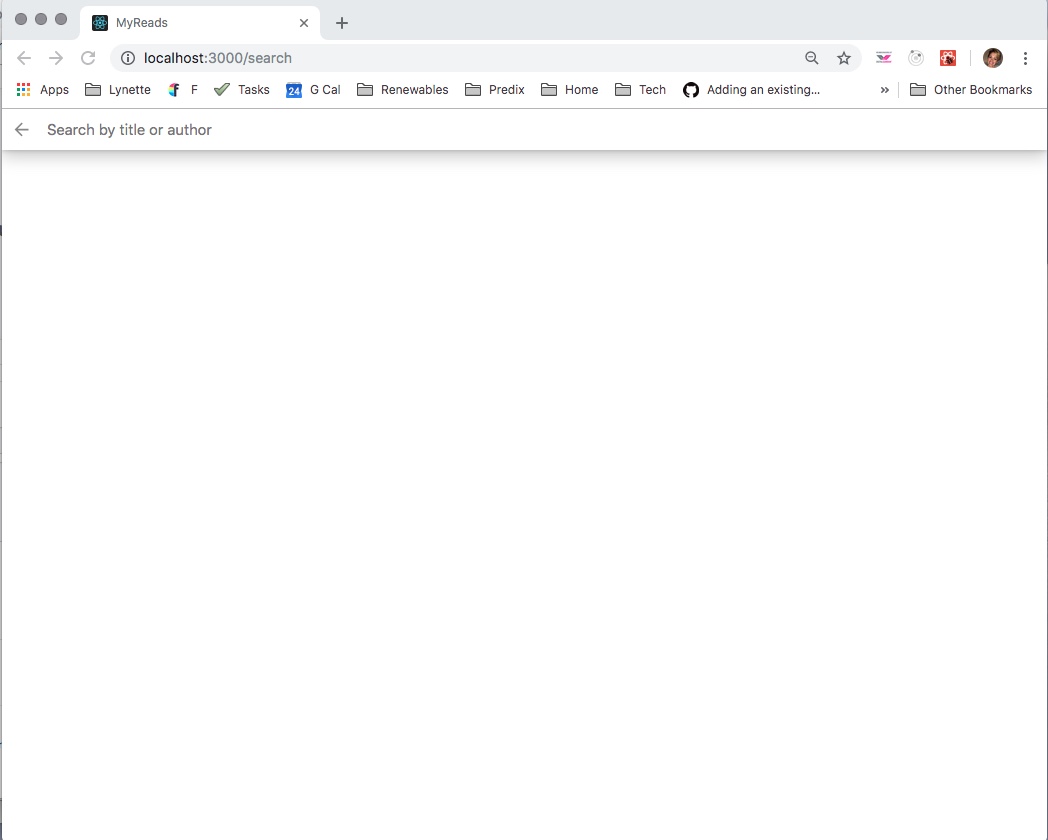 MyReads
localhost:3000/search
Apps Lynette F Tasks 24 G Cal Renewables Predix Home Tech Adding an existing... » Other Bookmarks
Search by title or author